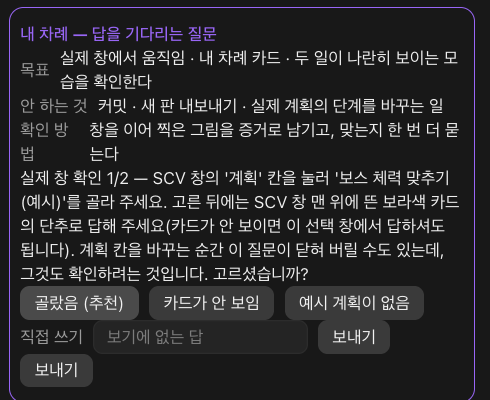 내 차례 — 답을 기다리는 질문
목표 실제 창에서 움직임 · 내 차례 카드 · 두 일이 나란히 보이는 모
습을 확인한다
안 하는 것 커밋 · 새 판 내보내기 · 실제 계획의 단계를 바꾸는 일
확인 방 창을 이어 찍은 그림을 증거로 남기고, 맞는지 한 번 더 묻
법 는다
실제 창 확인 1/2 — SCV 창의 '계획' 칸을 눌러 '보스 체력 맞추기
(예시)'를 골라 주세요. 고른 뒤에는 SCV 창 맨 위에 뜬 보라색 카드
의 단추로 답해 주세요(카드가 안 보이면 이 선택 창에서 답하셔도
됩니다). 계획 칸을 바꾸는 순간 이 질문이 닫혀 버릴 수도 있는데,
그것도 확인하려는 것입니다. 고르셨습니까?
골랐음 (추천) 카드가 안 보임 예시 계획이 없음
직접 쓰기 보기에 없는 답 보내기
보내기